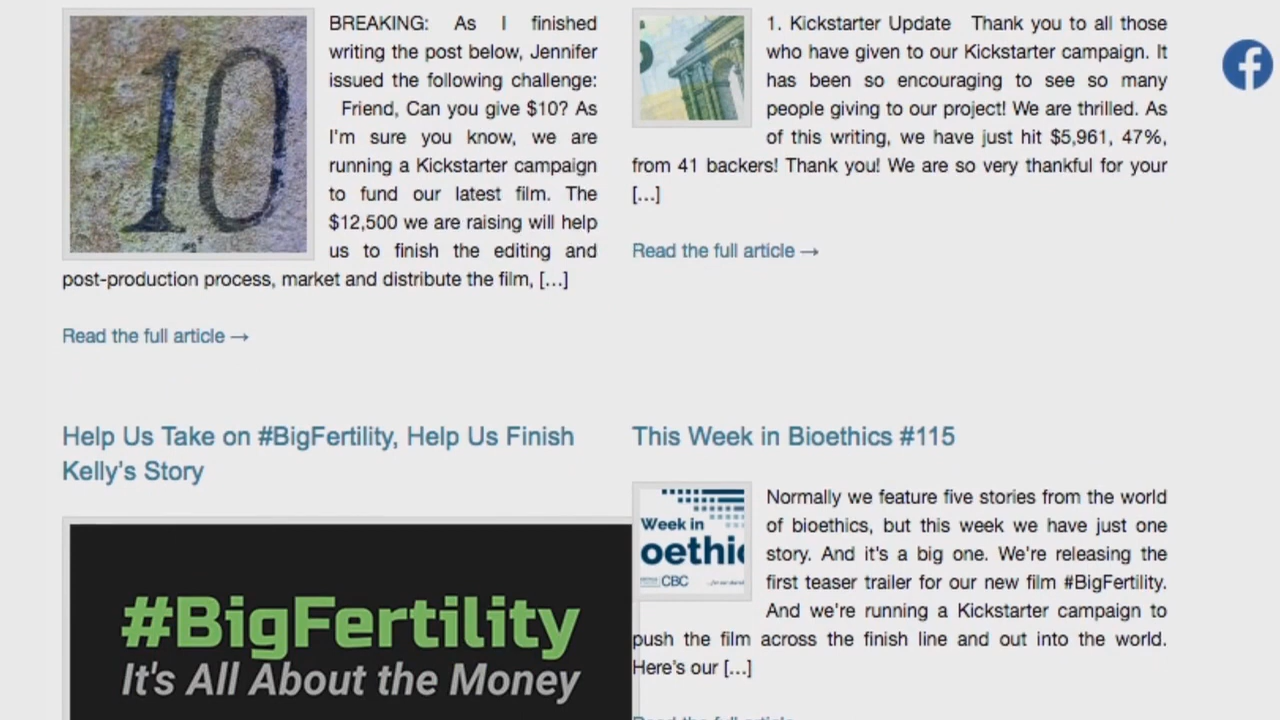 10
BREAKING: As I finished
writing the post below, Jennifer
issued the following challenge:
Friend, Can you give $10? As
I'm sure you know, we are
running a Kickstarter campaign
to fund our latest film. The
$12,500 we are raising will help
us to finish the editing and
post-production process, market and distribute the film, [...]
Read the full article →
1. Kickstarter Update Thank you to all those
who have given to our Kickstarter campaign. It
has been so encouraging to see so many
people giving to our project! We are thrilled. As
of this writing, we have just hit $5,961, 47%,
from 41 backers! Thank you! We are so very thankful for your
[...]
Read the full article →
Help Us Take on #BigFertility, Help Us Finish
Kelly's Story
#BigFertility
It's All About the Money
This Week in Bioethics #115
Week in
oethic
CBC
Normally we feature five stories from the world
of bioethics, but this week we have just one
story. And it's a big one. We're releasing the
first teaser trailer for our new film #BigFertility.
And we're running a Kickstarter campaign to
push the film across the finish line and out into the world.
Here's our [...]
Read the full article